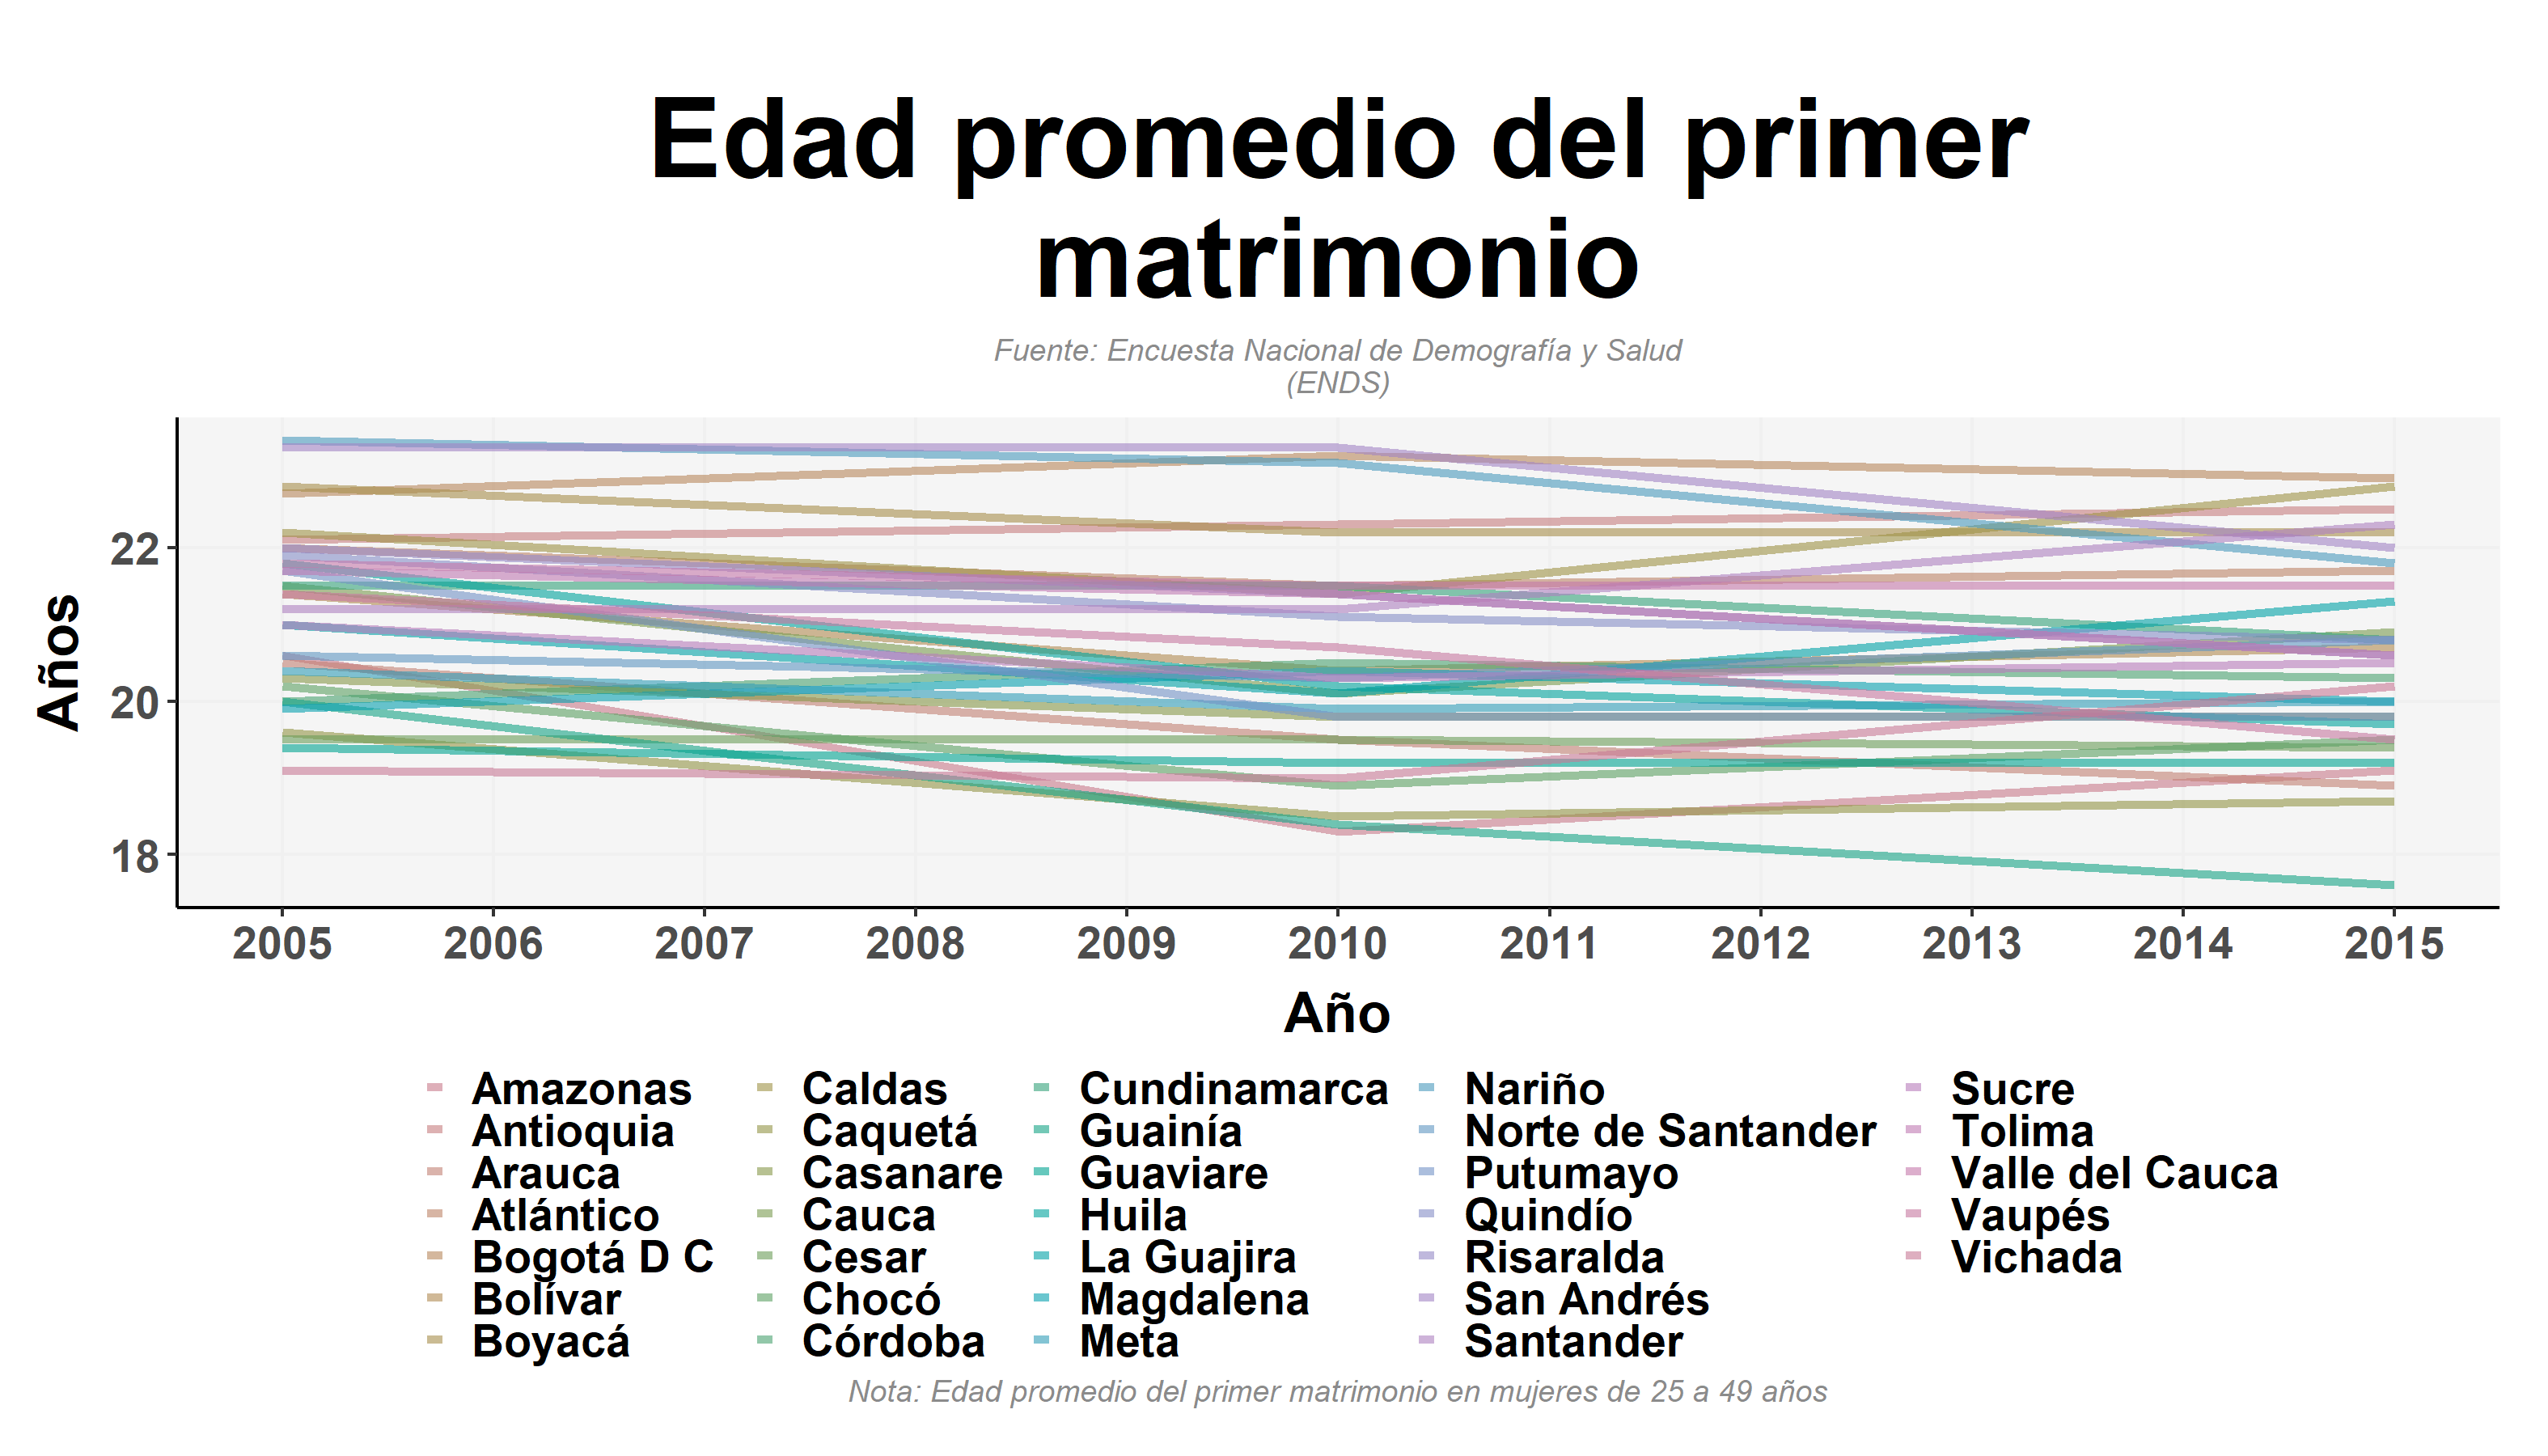 Edad promedio del primer
matrimonio
Fuente: Encuesta Nacional de Demografía y Salud
(ENDS)
Años
22
20
18
2005 2006 2007 2008 2009 2010 2011 2012 2013 2014 2015
Año
Amazonas Caldas Cundinamarca Nariño Sucre
Antioquia Caquetá Guainía Norte de Santander Tolima
Arauca Casanare Guaviare Putumayo Valle del Cauca
Atlántico Cauca Huila Quindío Vaupés
Bogotá D C Cesar La Guajira Risaralda Vichada
Bolívar Chocó Magdalena San Andrés
Boyacá Córdoba Meta Santander
Nota: Edad promedio del primer matrimonio en mujeres de 25 a 49 años